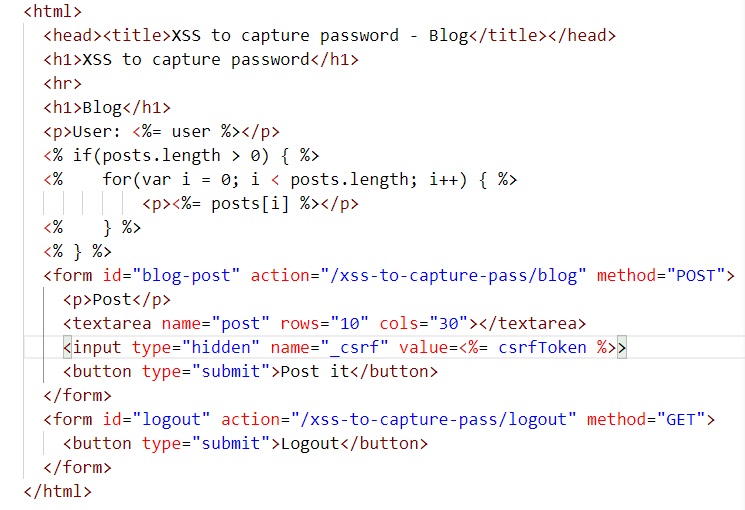 <html>
<head><title>XSS to capture password - Blog</title></head>
<h1>XSS to capture password</h1>
<hr>
<h1>Blog</h1>
<p>User: <%= user %></p>
<% if(posts.length > 0) { %>
<%    for(var i = 0; i < posts.length; i++) { %>
<p><%= posts[i] %></p>
<%    } %>
<% } %>
<form id="blog-post" action="/xss-to-capture-pass/blog" method="POST">
<p>Post</p>
<textarea name="post" rows="10" cols="30"></textarea>
<input type="hidden" name="_csrf" value=<%= csrfToken %>>
<button type="submit">Post it</button>
</form>
<form id="logout" action="/xss-to-capture-pass/logout" method="GET">
<button type="submit">Logout</button>
</form>
</html>